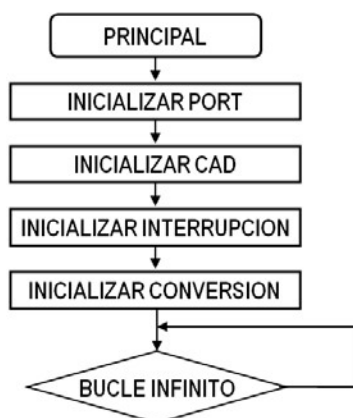 PRINCIPAL
INICIALIZAR PORT
INICIALIZAR CAD
INICIALIZAR INTERRUPCION
INICIALIZAR CONVERSION
BUCLE INFINITO